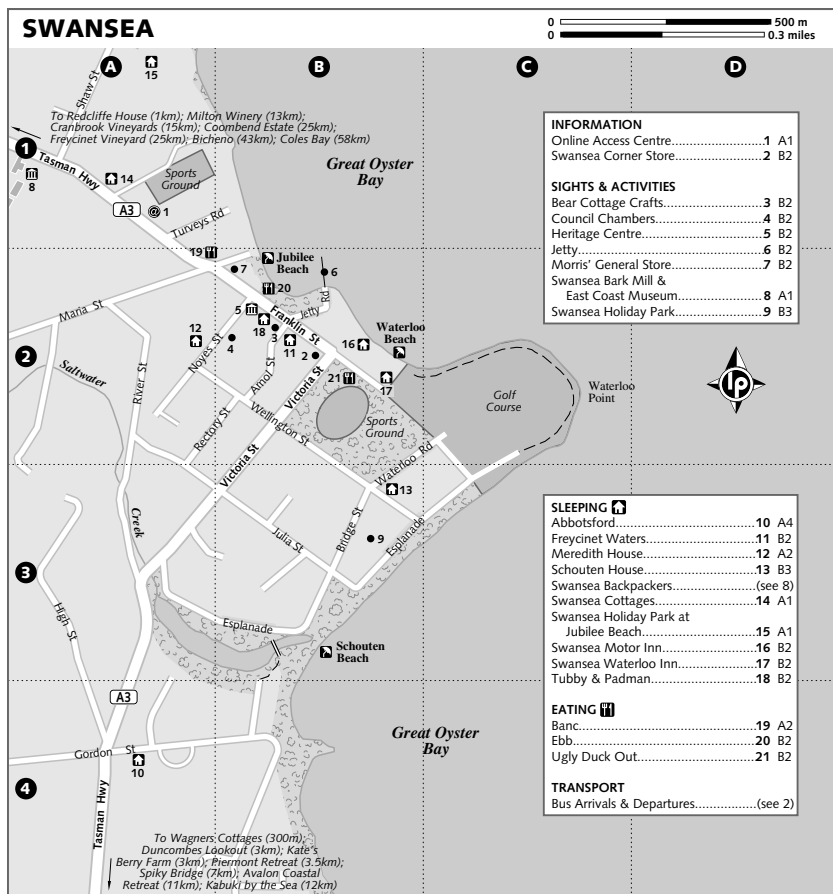 SWANSEA
0 500 m
0 0.3 miles
A B C D
Shaw St
15
To Redcliffe House (1km); Milton Winery (13km);
Cranbrook Vineyards (15km); Coombend Estate (25km);
Freycinet Vineyard (25km); Bicheno (43km); Coles Bay (58km)
1
Tasman Hwy
8
14
Sports
Ground
A3
@ 1
Turveys Rd
Great Oyster
Bay
19
7
Jubilee
Beach
6
20
Jetty Rd
Maria St
5
18
3
Franklin St
12
Noyes St
4
11
2
16
Waterloo
Beach
2
Saltwater
River St
Arnol St
Victoria St
21
17
Golf
Course
Waterloo
Point
lp
Rectory St
Wellington St
Sports
Ground
Victoria St
Waterloo Rd
13
Creek
Julia St
Bridge St
9
Esplanade
3
High St
Esplanade
Schouten
Beach
A3
Great Oyster
Bay
Gordon St
10
4
Tasman Hwy
To Wagners Cottages (300m);
Duncombes Lookout (3km); Kate's
Berry Farm (3km); Piermont Retreat (3.5km);
Spiky Bridge (7km); Avalon Coastal
Retreat (11km); Kabuki by the Sea (12km)
INFORMATION
Online Access Centre...1 A1
Swansea Corner Store...2 B2
SIGHTS & ACTIVITIES
Bear Cottage Crafts...3 B2
Council Chambers...4 B2
Heritage Centre...5 B2
Jetty...6 B2
Morris' General Store...7 B2
Swansea Bark Mill &
East Coast Museum...8 A1
Swansea Holiday Park...9 B3
SLEEPING
Abbotsford...10 A4
Freycinet Waters...11 B2
Meredith House...12 A2
Schouten House...13 B3
Swansea Backpackers...(see 8)
Swansea Cottages...14 A1
Swansea Holiday Park at
Jubilee Beach...15 A1
Swansea Motor Inn...16 B2
Swansea Waterloo Inn...17 B2
Tubby & Padman...18 B2
EATING
Banc...19 A2
Ebb...20 B2
Ugly Duck Out...21 B2
TRANSPORT
Bus Arrivals & Departures...(see 2)